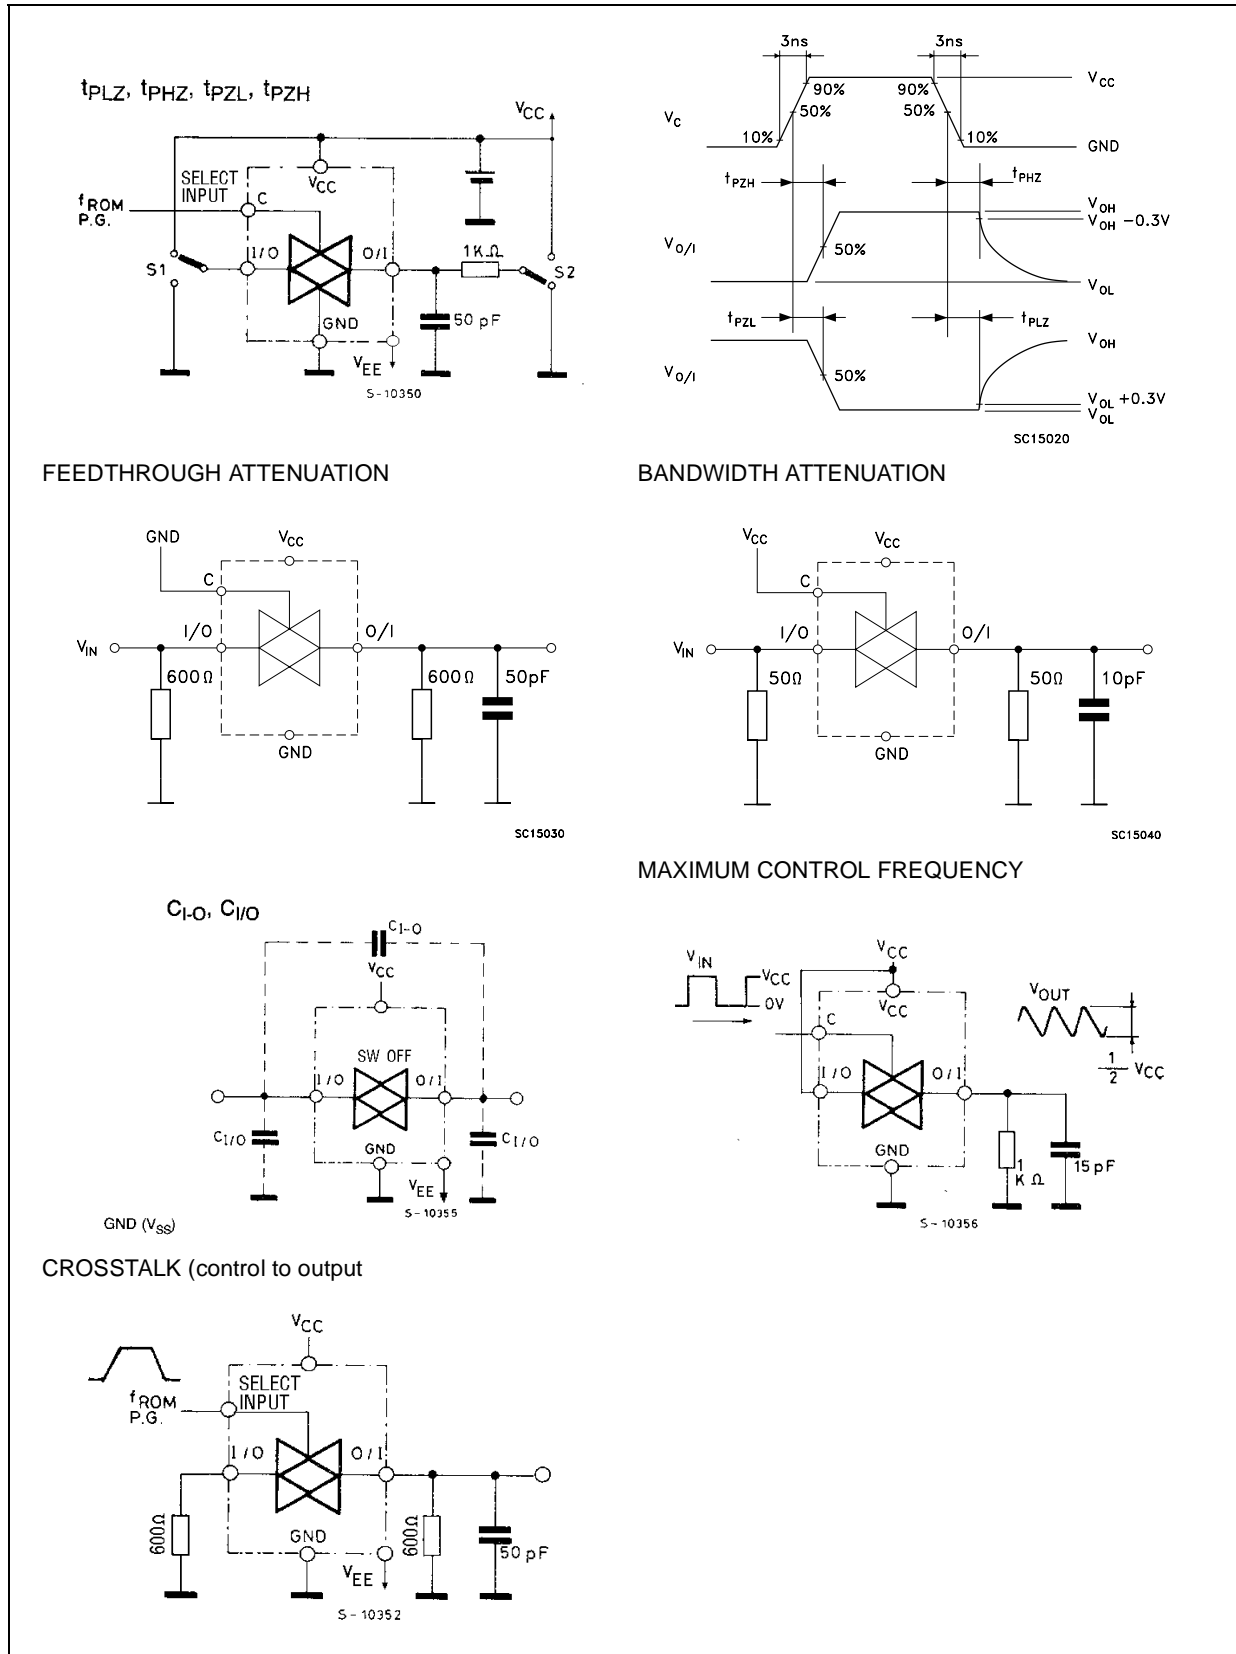 tPLZ, tPHZ, tPZL, tPZH
VCC
SELECT
INPUT
VCC
C
fROM
P.G.
I/O
O/I
1KΩ
S1
S2
GND
50 pF
VEE
S-10350
3ns
3ns
VCC
90%
90%
VC
50%
50%
10%
10%
GND
tPZH
tPHZ
VOH
VOH -0.3V
VO/I
50%
VOL
tPZL
tPLZ
VOH
VO/I
50%
VOL +0.3V
VOL
SC15020
FEEDTHROUGH ATTENUATION
GND
VCC
C
I/O
O/I
VIN
600Ω
600Ω
50pF
GND
SC15030
BANDWIDTH ATTENUATION
VCC
VCC
C
I/O
O/I
VIN
50Ω
50Ω
10pF
GND
SC15040
CI-O, CI/O
CI-O
VCC
SW OFF
I/O
O/I
CI/O
CI/O
GND
VEE
S-10355
GND (VSS)
MAXIMUM CONTROL FREQUENCY
VIN
VCC
0V
VCC
VCC
C
VOUT
1/2 VCC
I/O
O/I
GND
1
KΩ
15pF
S-10356
CROSSTALK (control to output
VCC
SELECT
INPUT
fROM
P.G.
I/O
O/I
600Ω
GND
600Ω
50pF
VEE
S-10352